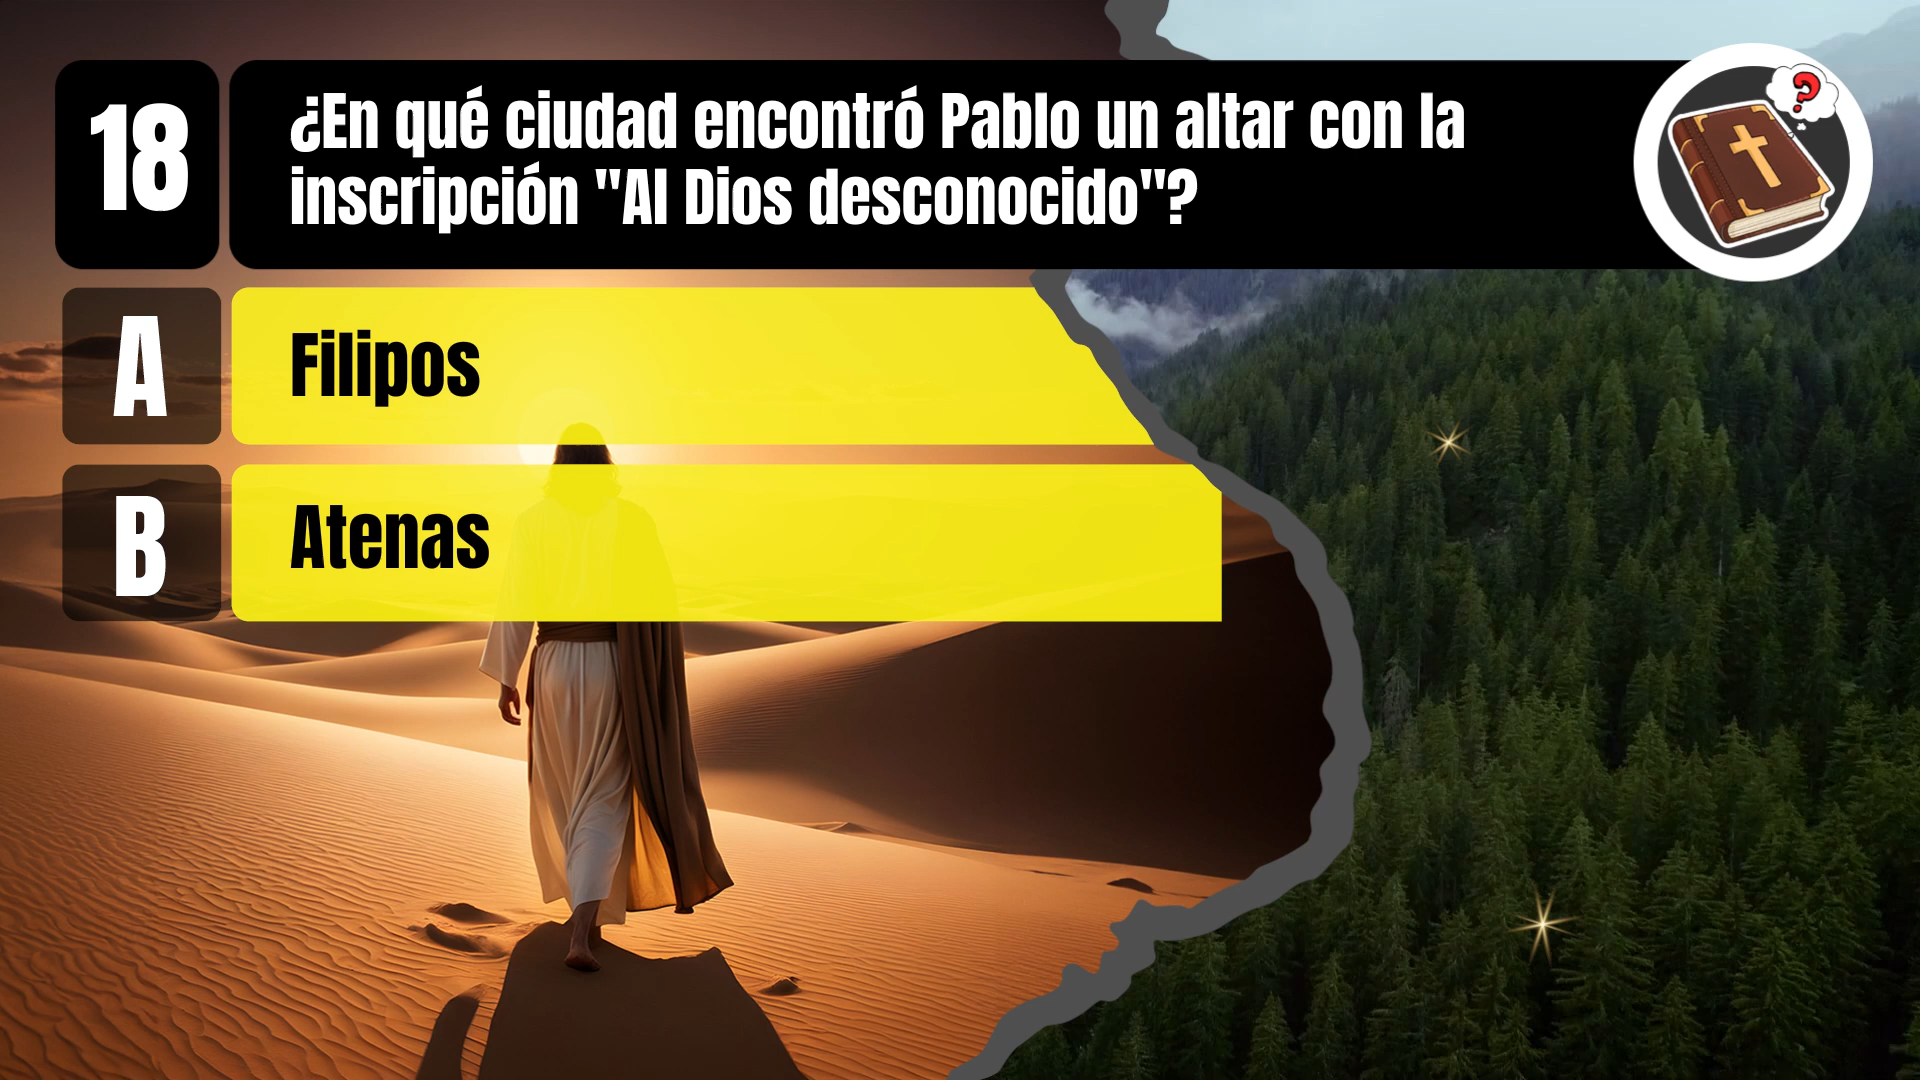 18
¿En qué ciudad encontró Pablo un altar con la
inscripción "Al Dios desconocido"?
A
Filipos
B
Atenas